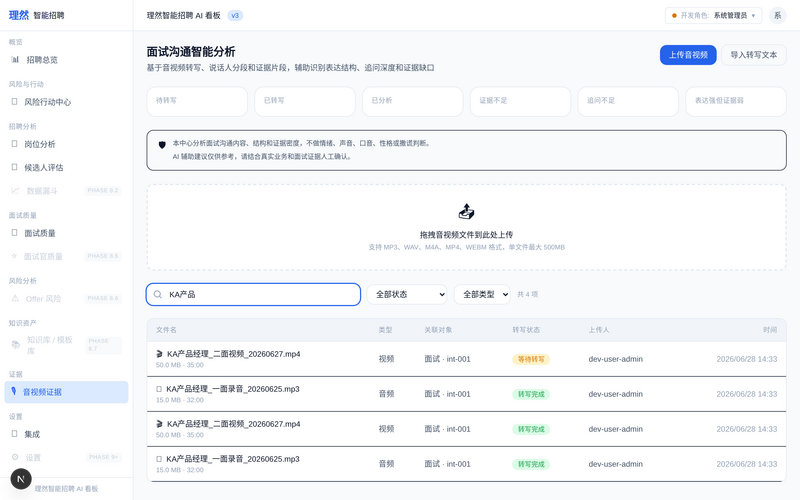 理然 智能招聘
理然智能招聘 AI 看板 v3
开发角色: 系统管理员
系
概览
招聘总览
风险与行动
风险行动中心
招聘分析
岗位分析
候选人评估
数据漏斗 PHASE 8.2
面试质量
面试质量
面试官质量 PHASE 8.5
风险分析
Offer 风险 PHASE 8.6
知识资产
知识库 / 模板库 PHASE 8.7
证据
音视频证据
设置
集成
设置 PHASE 9+
N
理然智能招聘 AI 看板
面试沟通智能分析
基于音视频转写、说话人分段和证据片段，辅助识别表达结构、追问深度和证据缺口
上传音视频
导入转写文本
待转写
已转写
已分析
证据不足
追问不足
表达强但证据弱
本中心分析面试沟通内容、结构和证据密度，不做情绪、声音、口音、性格或撒谎判断。
AI 辅助建议仅供参考，请结合真实业务和面试证据人工确认。
拖拽音视频文件到此处上传
支持 MP3、WAV、M4A、MP4、WEBM 格式，单文件最大 500MB
KA产品
全部状态
全部类型
共 4 项
文件名 类型 关联对象 转写状态 上传人 时间
KA产品经理_二面视频_20260627.mp4 视频 面试 · int-001 等待转写 dev-user-admin 2026/06/28 14:33
50.0 MB · 35:00
KA产品经理_一面录音_20260625.mp3 音频 面试 · int-001 转写完成 dev-user-admin 2026/06/28 14:33
15.0 MB · 32:00
KA产品经理_二面视频_20260627.mp4 视频 面试 · int-001 转写完成 dev-user-admin 2026/06/28 14:33
50.0 MB · 35:00
KA产品经理_一面录音_20260625.mp3 音频 面试 · int-001 转写完成 dev-user-admin 2026/06/28 14:33
15.0 MB · 32:00